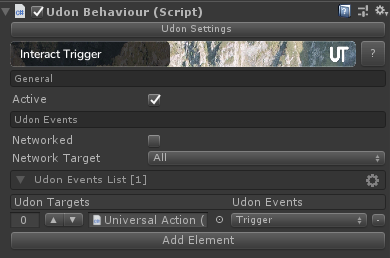 Udon Behaviour (Script)
Udon Settings
Interact Trigger UT ?
General
Active
Udon Events
Networked
Network Target All
Udon Events List [1]
Udon Targets Udon Events
0 Universal Action ( Trigger -
Add Element